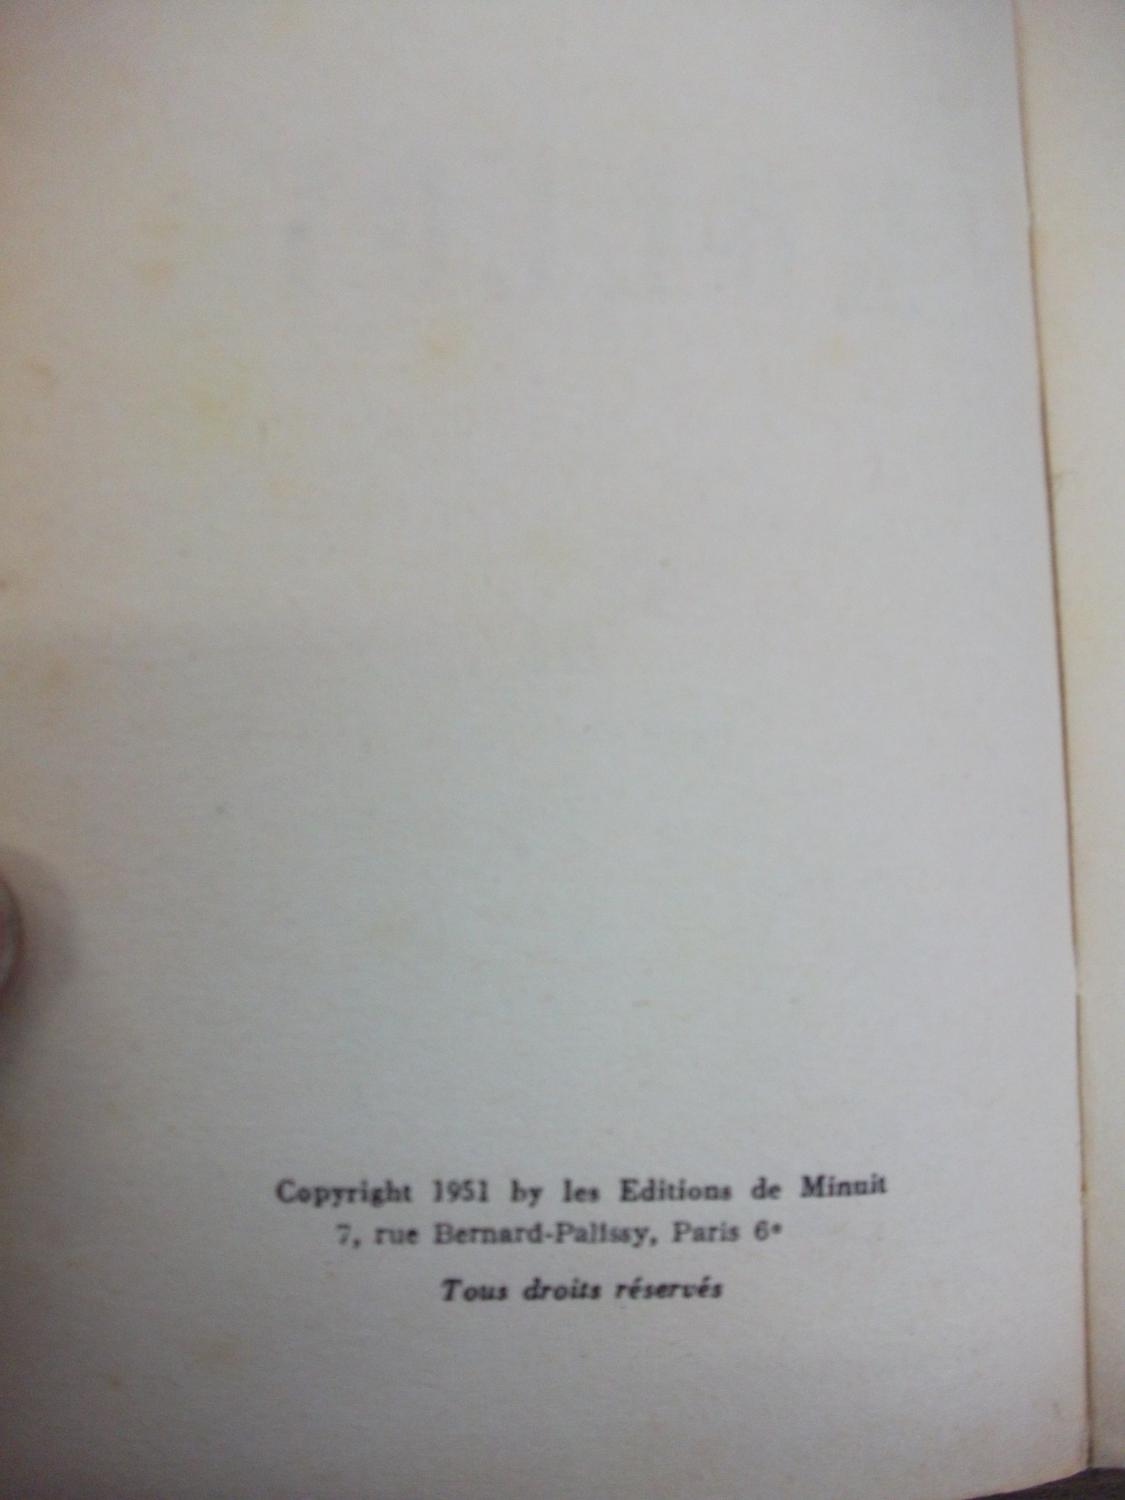 Copyright 1951 by les Editions de Minuit
7, rue Bernard-Palissy, Paris 6e
Tous droits réservés